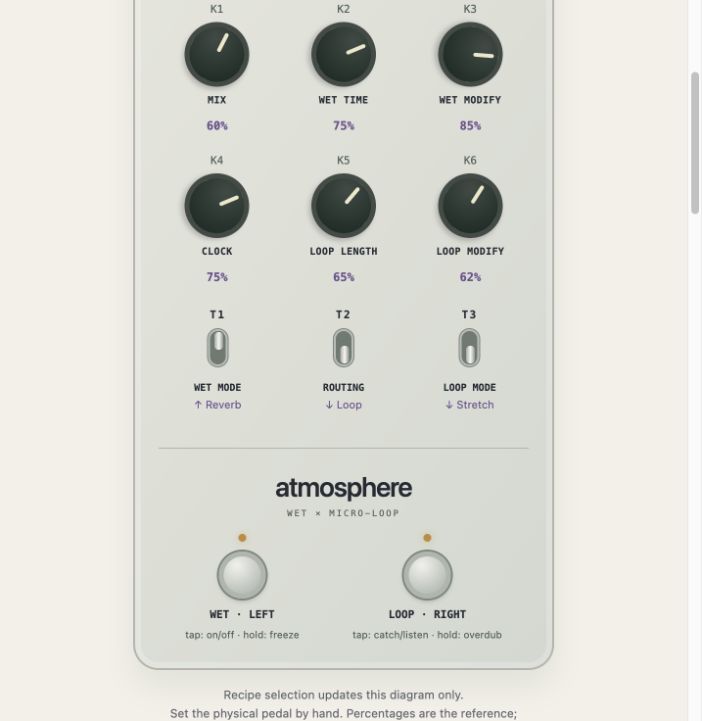 K1 K2 K3
MIX WET TIME WET MODIFY
60% 75% 85%
K4 K5 K6
CLOCK LOOP LENGTH LOOP MODIFY
75% 65% 62%
T1 T2 T3
WET MODE ROUTING LOOP MODE
↑ Reverb ↓ Loop ↓ Stretch
atmosphere
WET × MICRO–LOOP
WET · LEFT LOOP · RIGHT
tap: on/off · hold: freeze tap: catch/listen · hold: overdub
Recipe selection updates this diagram only.
Set the physical pedal by hand. Percentages are the reference;